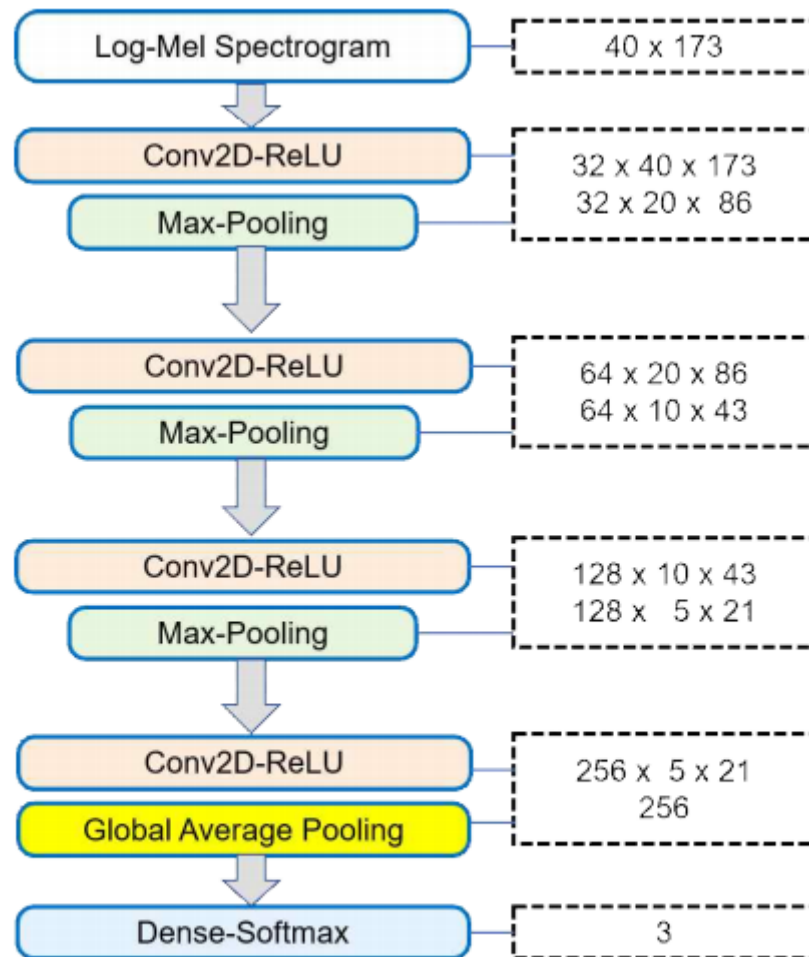 Log-Mel Spectrogram
40 x 173
Conv2D-ReLU
32 x 40 x 173
Max-Pooling
32 x 20 x 86
Conv2D-ReLU
64 x 20 x 86
Max-Pooling
64 x 10 x 43
Conv2D-ReLU
128 x 10 x 43
Max-Pooling
128 x 5 x 21
Conv2D-ReLU
256 x 5 x 21
Global Average Pooling
256
Dense-Softmax
3